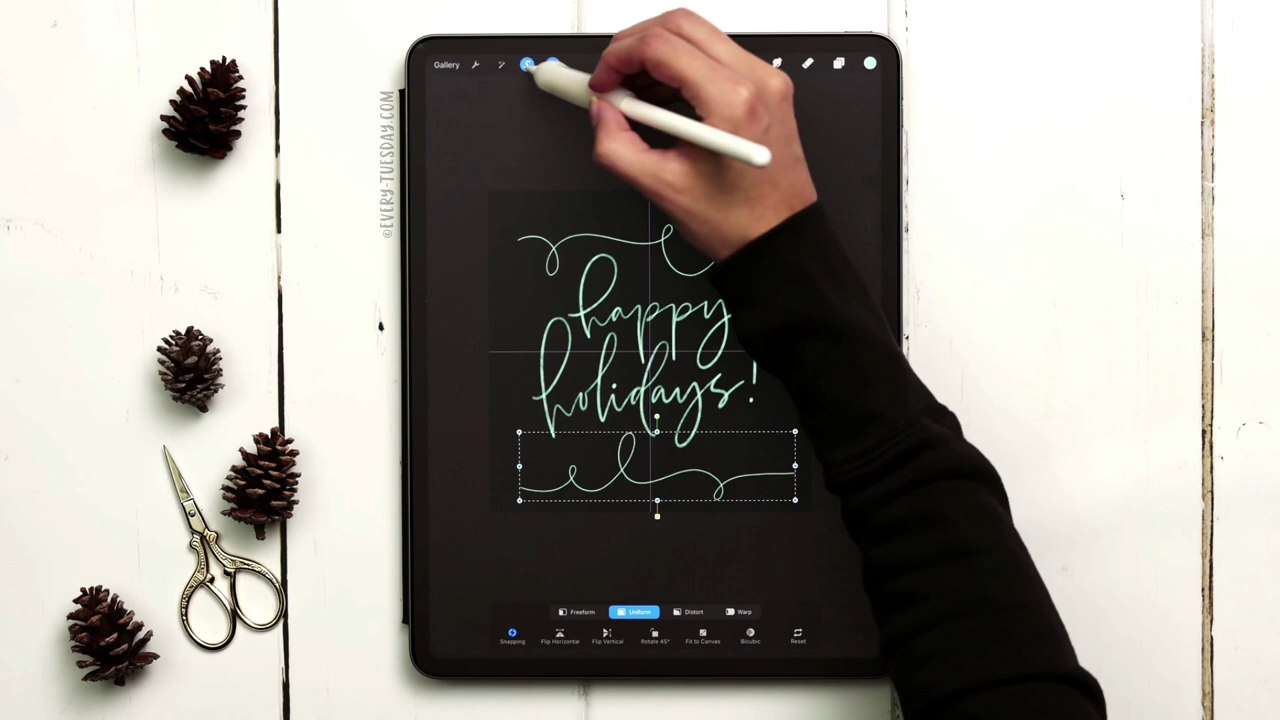 Gallery
©EVERY-TUESDAY.COM
happy
holidays!
Freeform
Uniform
Distort
Warp
Snapping
Flip Horizontal
Flip Vertical
Rotate 45°
Fit to Canvas
Bicubic
Reset